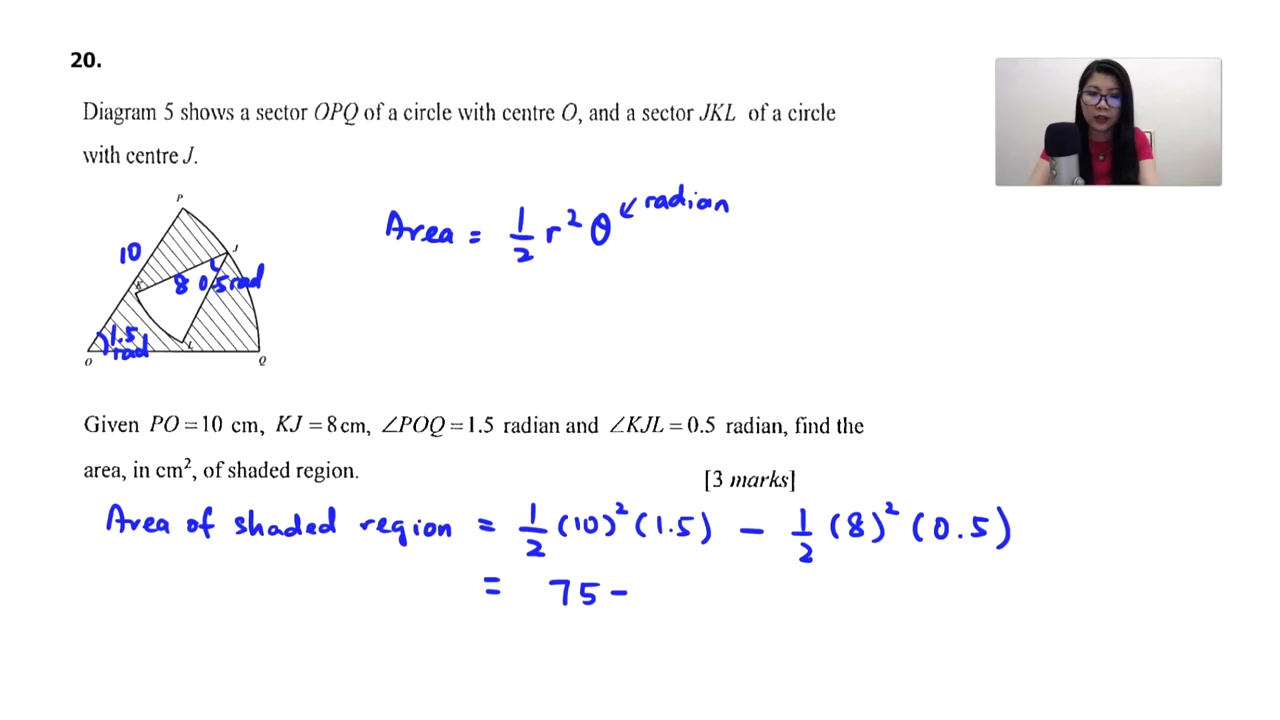 20.
Diagram 5 shows a sector OPQ of a circle with centre O, and a sector JKL of a circle
with centre J.
P
J
10
K
8 0.5 rad
1.5
rad
L
O
Q
Area = 1/2 r² θ ↙ radian
Given PO = 10 cm, KJ = 8 cm, ∠POQ = 1.5 radian and ∠KJL = 0.5 radian, find the
area, in cm², of shaded region.
[3 marks]
Area of shaded region = 1/2 (10)² (1.5) − 1/2 (8)² (0.5)
= 75 −